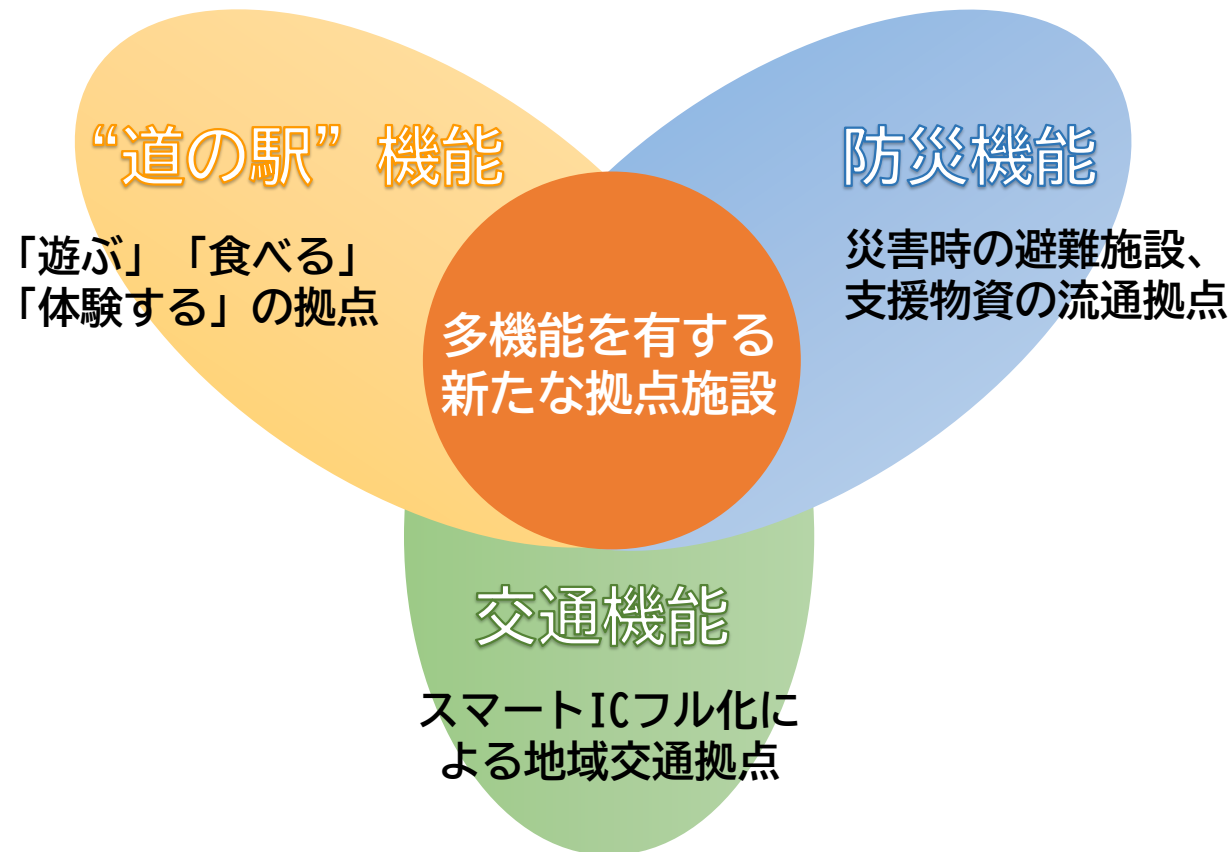 “道の駅”機能
「遊ぶ」「食べる」
「体験する」の拠点
防災機能
災害時の避難施設、
支援物資の流通拠点
多機能を有する
新たな拠点施設
交通機能
スマートICフル化に
よる地域交通拠点